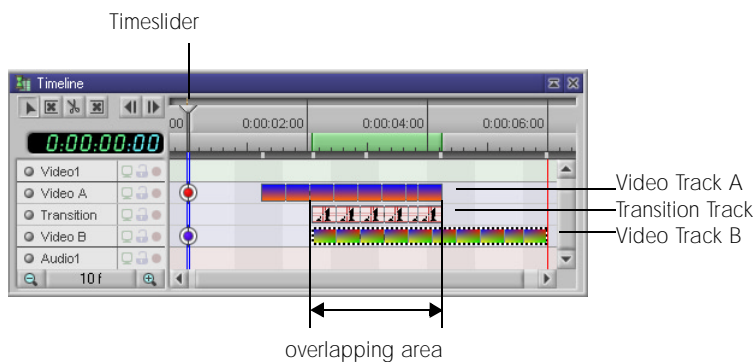 Timeslider
Timeline
00 0:00:02:00 0:00:04:00 0:00:06:00
0:00:00:00
Video1
Video A
Transition
Video B
Audio1
10 f
Video Track A
Transition Track
Video Track B
overlapping area